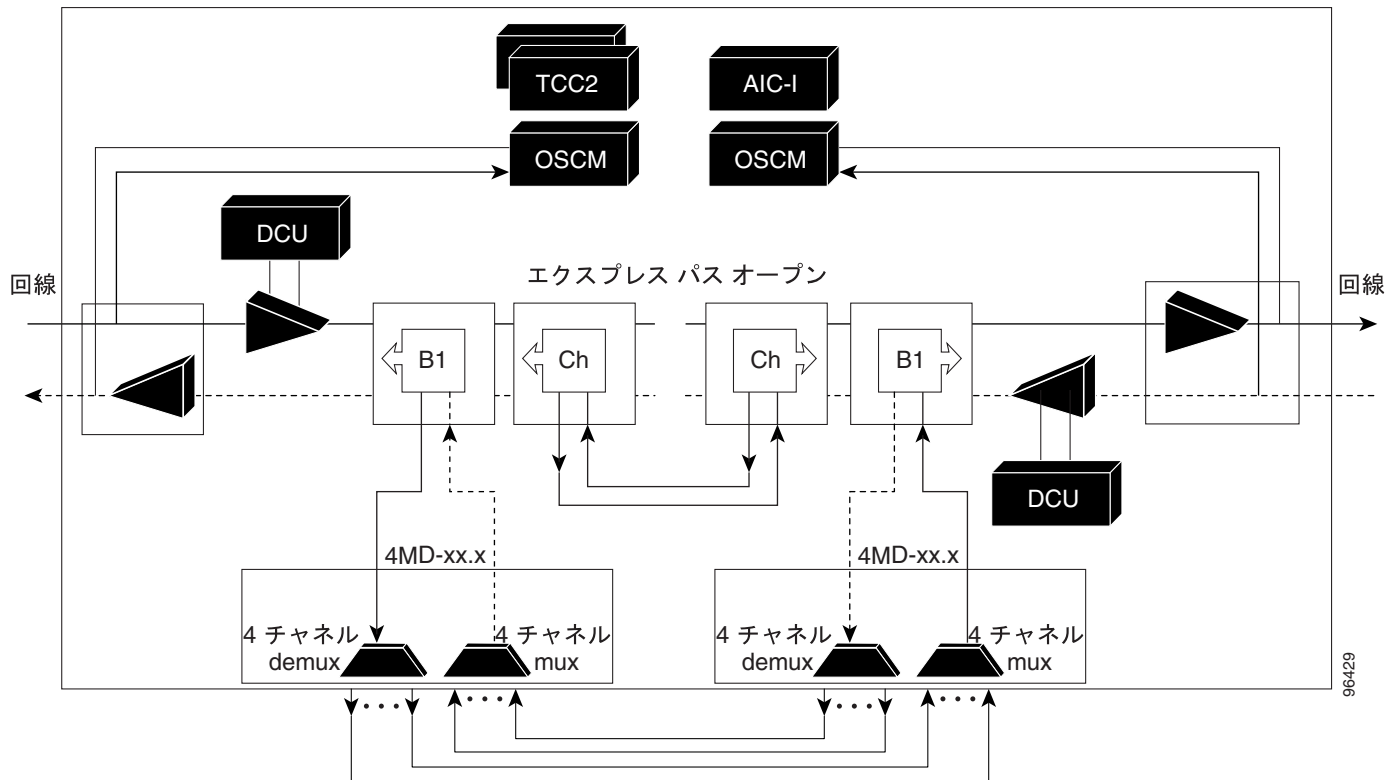 TCC2
AIC-I
OSCM
OSCM
DCU
エクスプレス パス オープン
回線
回線
B1
Ch
Ch
B1
DCU
4MD-xx.x
4MD-xx.x
4 チャネル
demux
4 チャネル
mux
4 チャネル
demux
4 チャネル
mux
96429